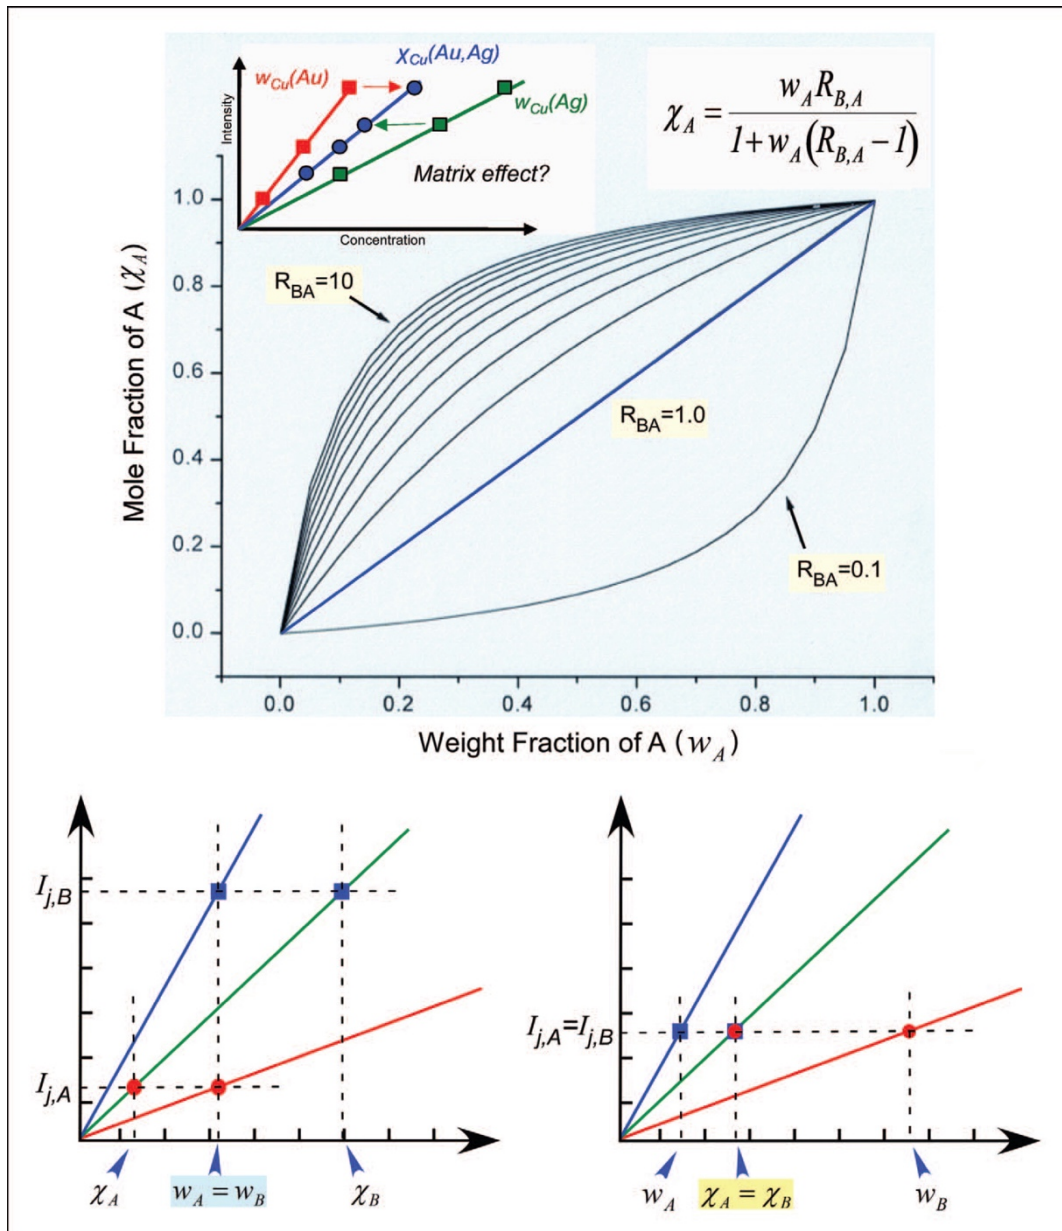 w_Cu(Au)
χ_Cu(Au,Ag)
w_Cu(Ag)
Intensity
Matrix effect?
Concentration
χ_A = w_A R_B,A / 1+w_A(R_B,A −1)
1.0
0.8
0.6
0.4
0.2
0.0
Mole Fraction of A (χ_A)
R_BA=10
R_BA=1.0
R_BA=0.1
0.0 0.2 0.4 0.6 0.8 1.0
Weight Fraction of A (w_A)
I_j,B
I_j,A
χ_A
w_A = w_B
χ_B
I_j,A=I_j,B
w_A
χ_A = χ_B
w_B